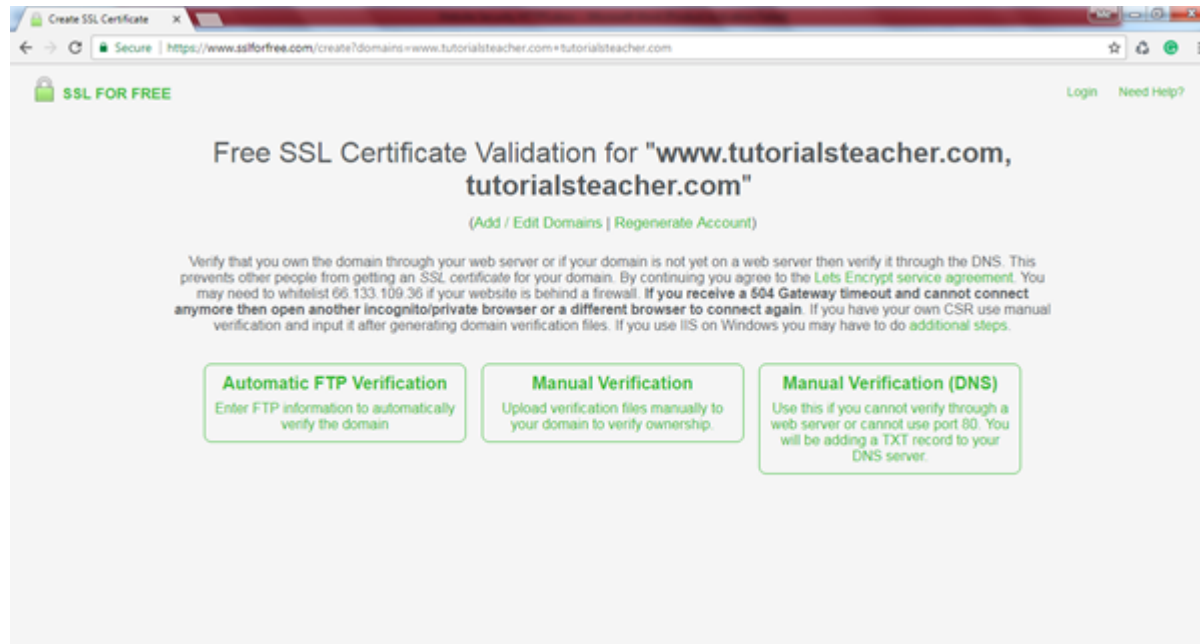 Create SSL Certificate
Secure | https://www.sslforfree.com/create?domains=www.tutorialsteacher.com+tutorialsteacher.com
SSL FOR FREE
Login Need Help?
Free SSL Certificate Validation for "www.tutorialsteacher.com,
tutorialsteacher.com"
(Add / Edit Domains | Regenerate Account)
Verify that you own the domain through your web server or if your domain is not yet on a web server then verify it through the DNS. This
prevents other people from getting an SSL certificate for your domain. By continuing you agree to the Lets Encrypt service agreement. You
may need to whitelist 66.133.109.36 if your website is behind a firewall. If you receive a 504 Gateway timeout and cannot connect
anymore then open another incognito/private browser or a different browser to connect again. If you have your own CSR use manual
verification and input it after generating domain verification files. If you use IIS on Windows you may have to do additional steps.
Automatic FTP Verification
Enter FTP information to automatically
verify the domain
Manual Verification
Upload verification files manually to
your domain to verify ownership.
Manual Verification (DNS)
Use this if you cannot verify through a
web server or cannot use port 80. You
will be adding a TXT record to your
DNS server.